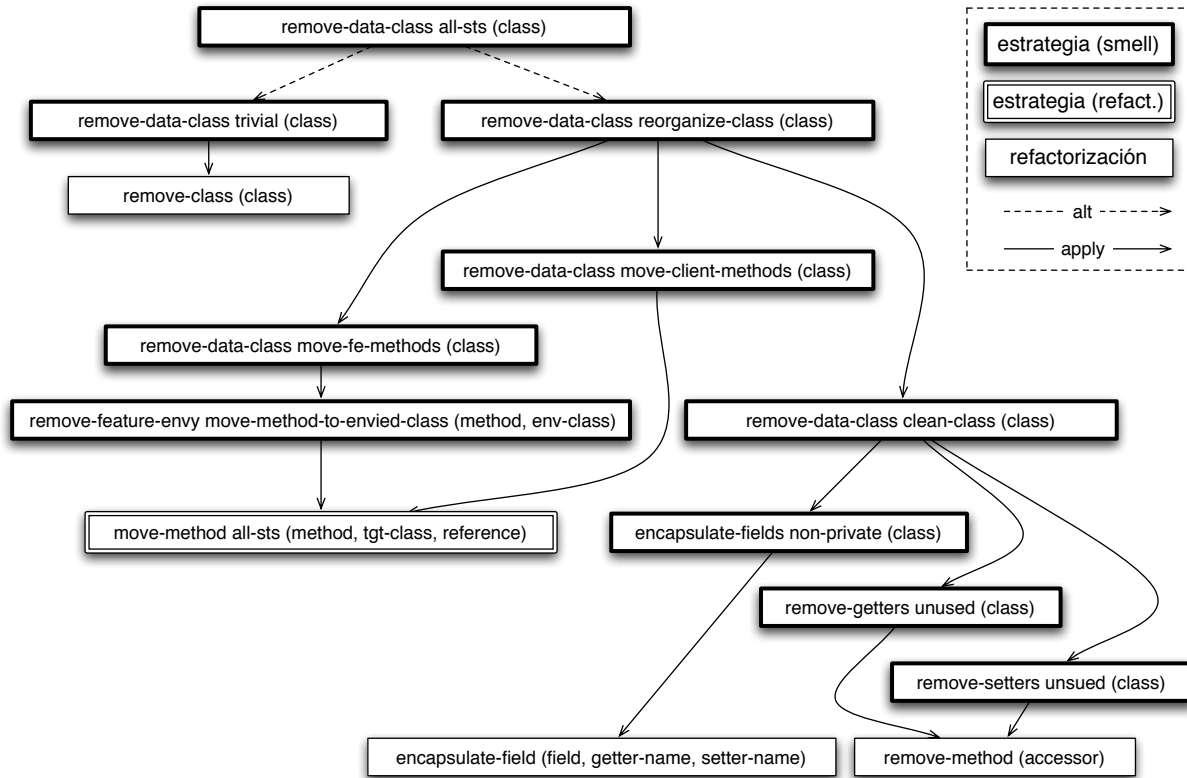 remove-data-class all-sts (class)
remove-data-class trivial (class)
remove-data-class reorganize-class (class)
remove-class (class)
remove-data-class move-client-methods (class)
remove-data-class move-fe-methods (class)
remove-feature-envy move-method-to-envied-class (method, env-class)
remove-data-class clean-class (class)
move-method all-sts (method, tgt-class, reference)
encapsulate-fields non-private (class)
remove-getters unused (class)
remove-setters unsued (class)
encapsulate-field (field, getter-name, setter-name)
remove-method (accessor)
estrategia (smell)
estrategia (refact.)
refactorización
alt
apply